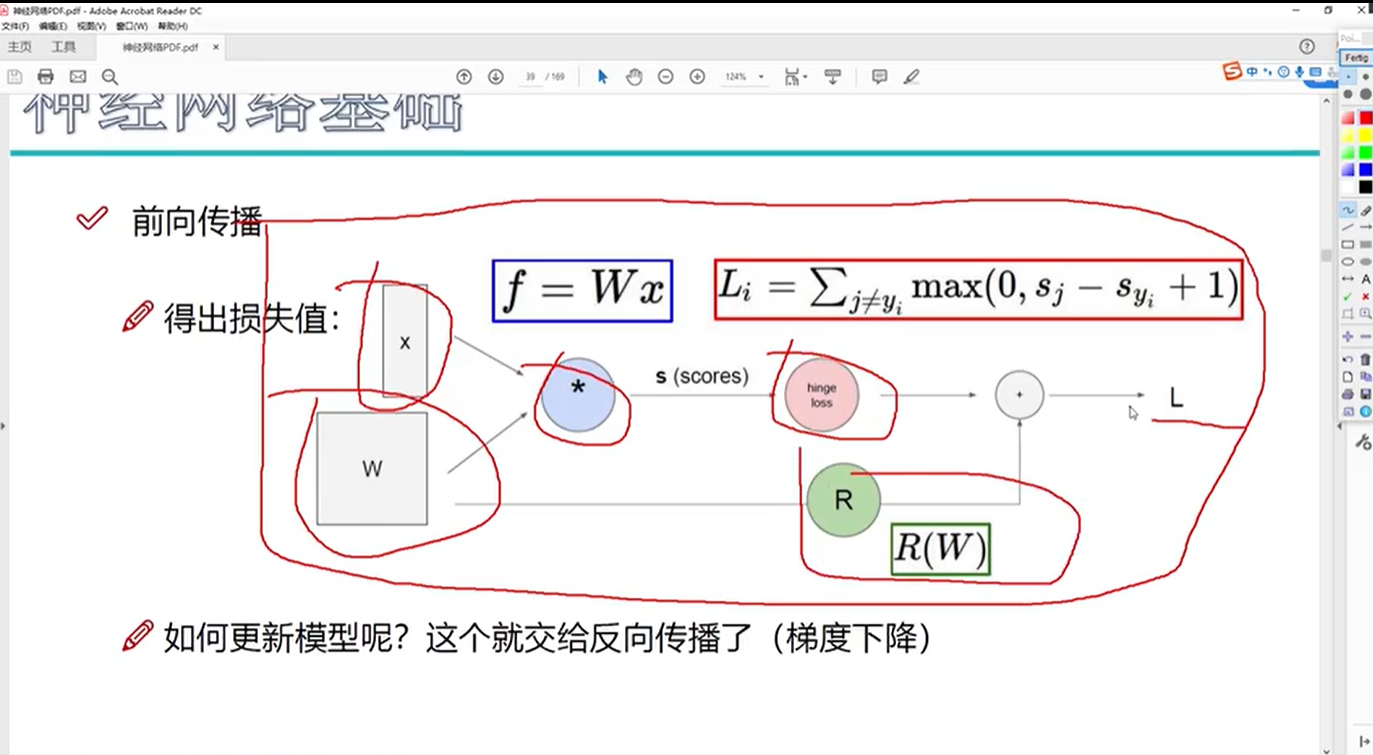 神经网络PDF.pdf - Adobe Acrobat Reader DC
文件(F) 编辑(E) 视图(V) 窗口(W) 帮助(H)
主页 工具 神经网络PDF.pdf ×
39 / 169 124%
Poi...
Fertig
中
神经网络基础
前向传播
得出损失值：
f = Wx
L_i = ∑_{j≠y_i} max(0, s_j − s_{y_i} + 1)
x
*
s (scores)
hinge
loss
+
L
W
R
R(W)
如何更新模型呢？这个就交给反向传播了（梯度下降）
A